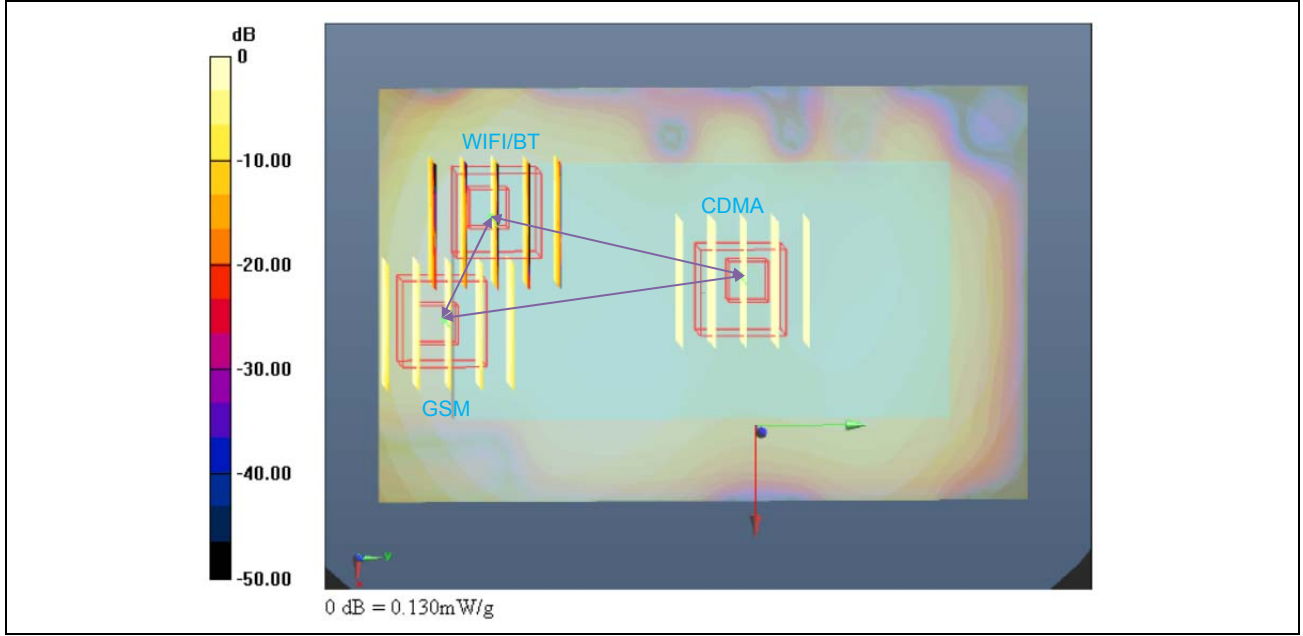 dB
0
-10.00
-20.00
-30.00
-40.00
-50.00
WIFI/BT
CDMA
GSM
y
0 dB = 0.130mW/g